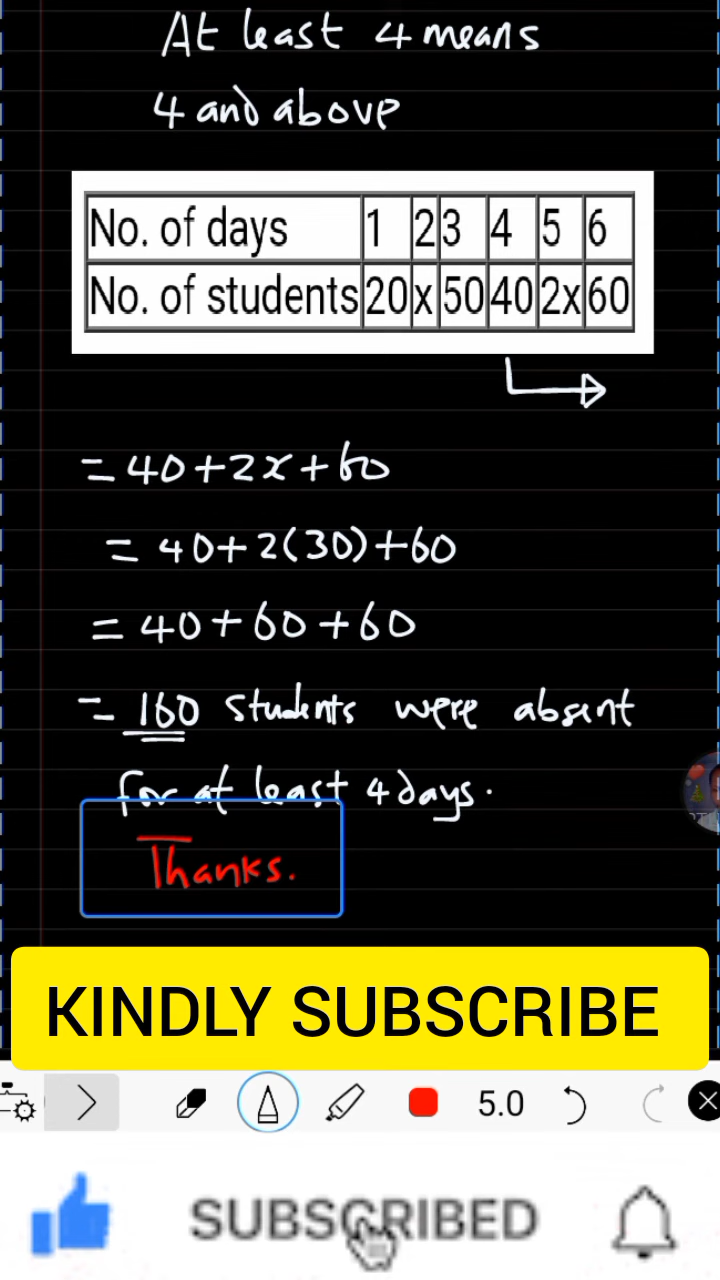 At least 4 means
4 and above
No. of days 1 2 3 4 5 6
No. of students 20 x 50 40 2x 60
= 40+2x+60
= 40+2(30)+60
= 40+60+60
= 160 students were absent
for at least 4 days.
Thanks.
KINDLY SUBSCRIBE
5.0
SUBSCRIBED